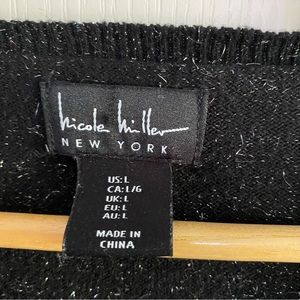 Nicole Miller
NEW YORK
US: L
CA: L/G
UK: L
EU: L
AU: L
MADE IN
CHINA